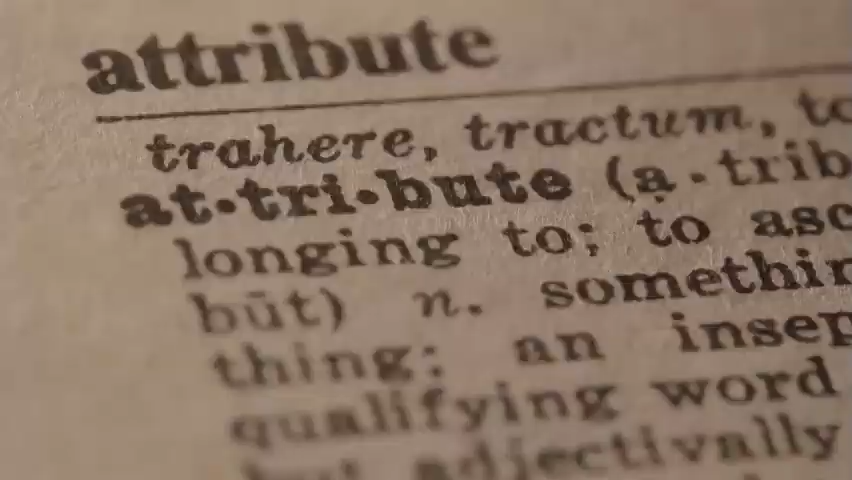 attribute
trahere, tractum, to
at·tri·bute (ạ·trib
longing to; to asc
būt) n. somethin
thing; an insep
qualifying word
but adjectivally